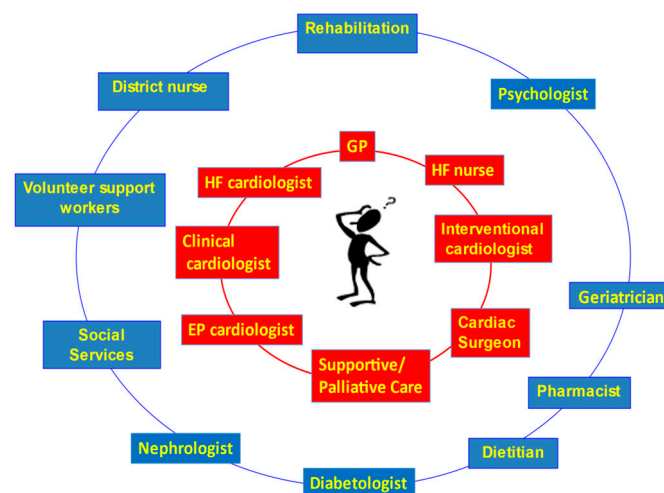 Rehabilitation
District nurse
Psychologist
GP
HF nurse
HF cardiologist
Volunteer support
workers
Interventional
cardiologist
Clinical
cardiologist
?
Geriatrician
EP cardiologist
Cardiac
Surgeon
Social
Services
Supportive/
Palliative Care
Pharmacist
Nephrologist
Dietitian
Diabetologist